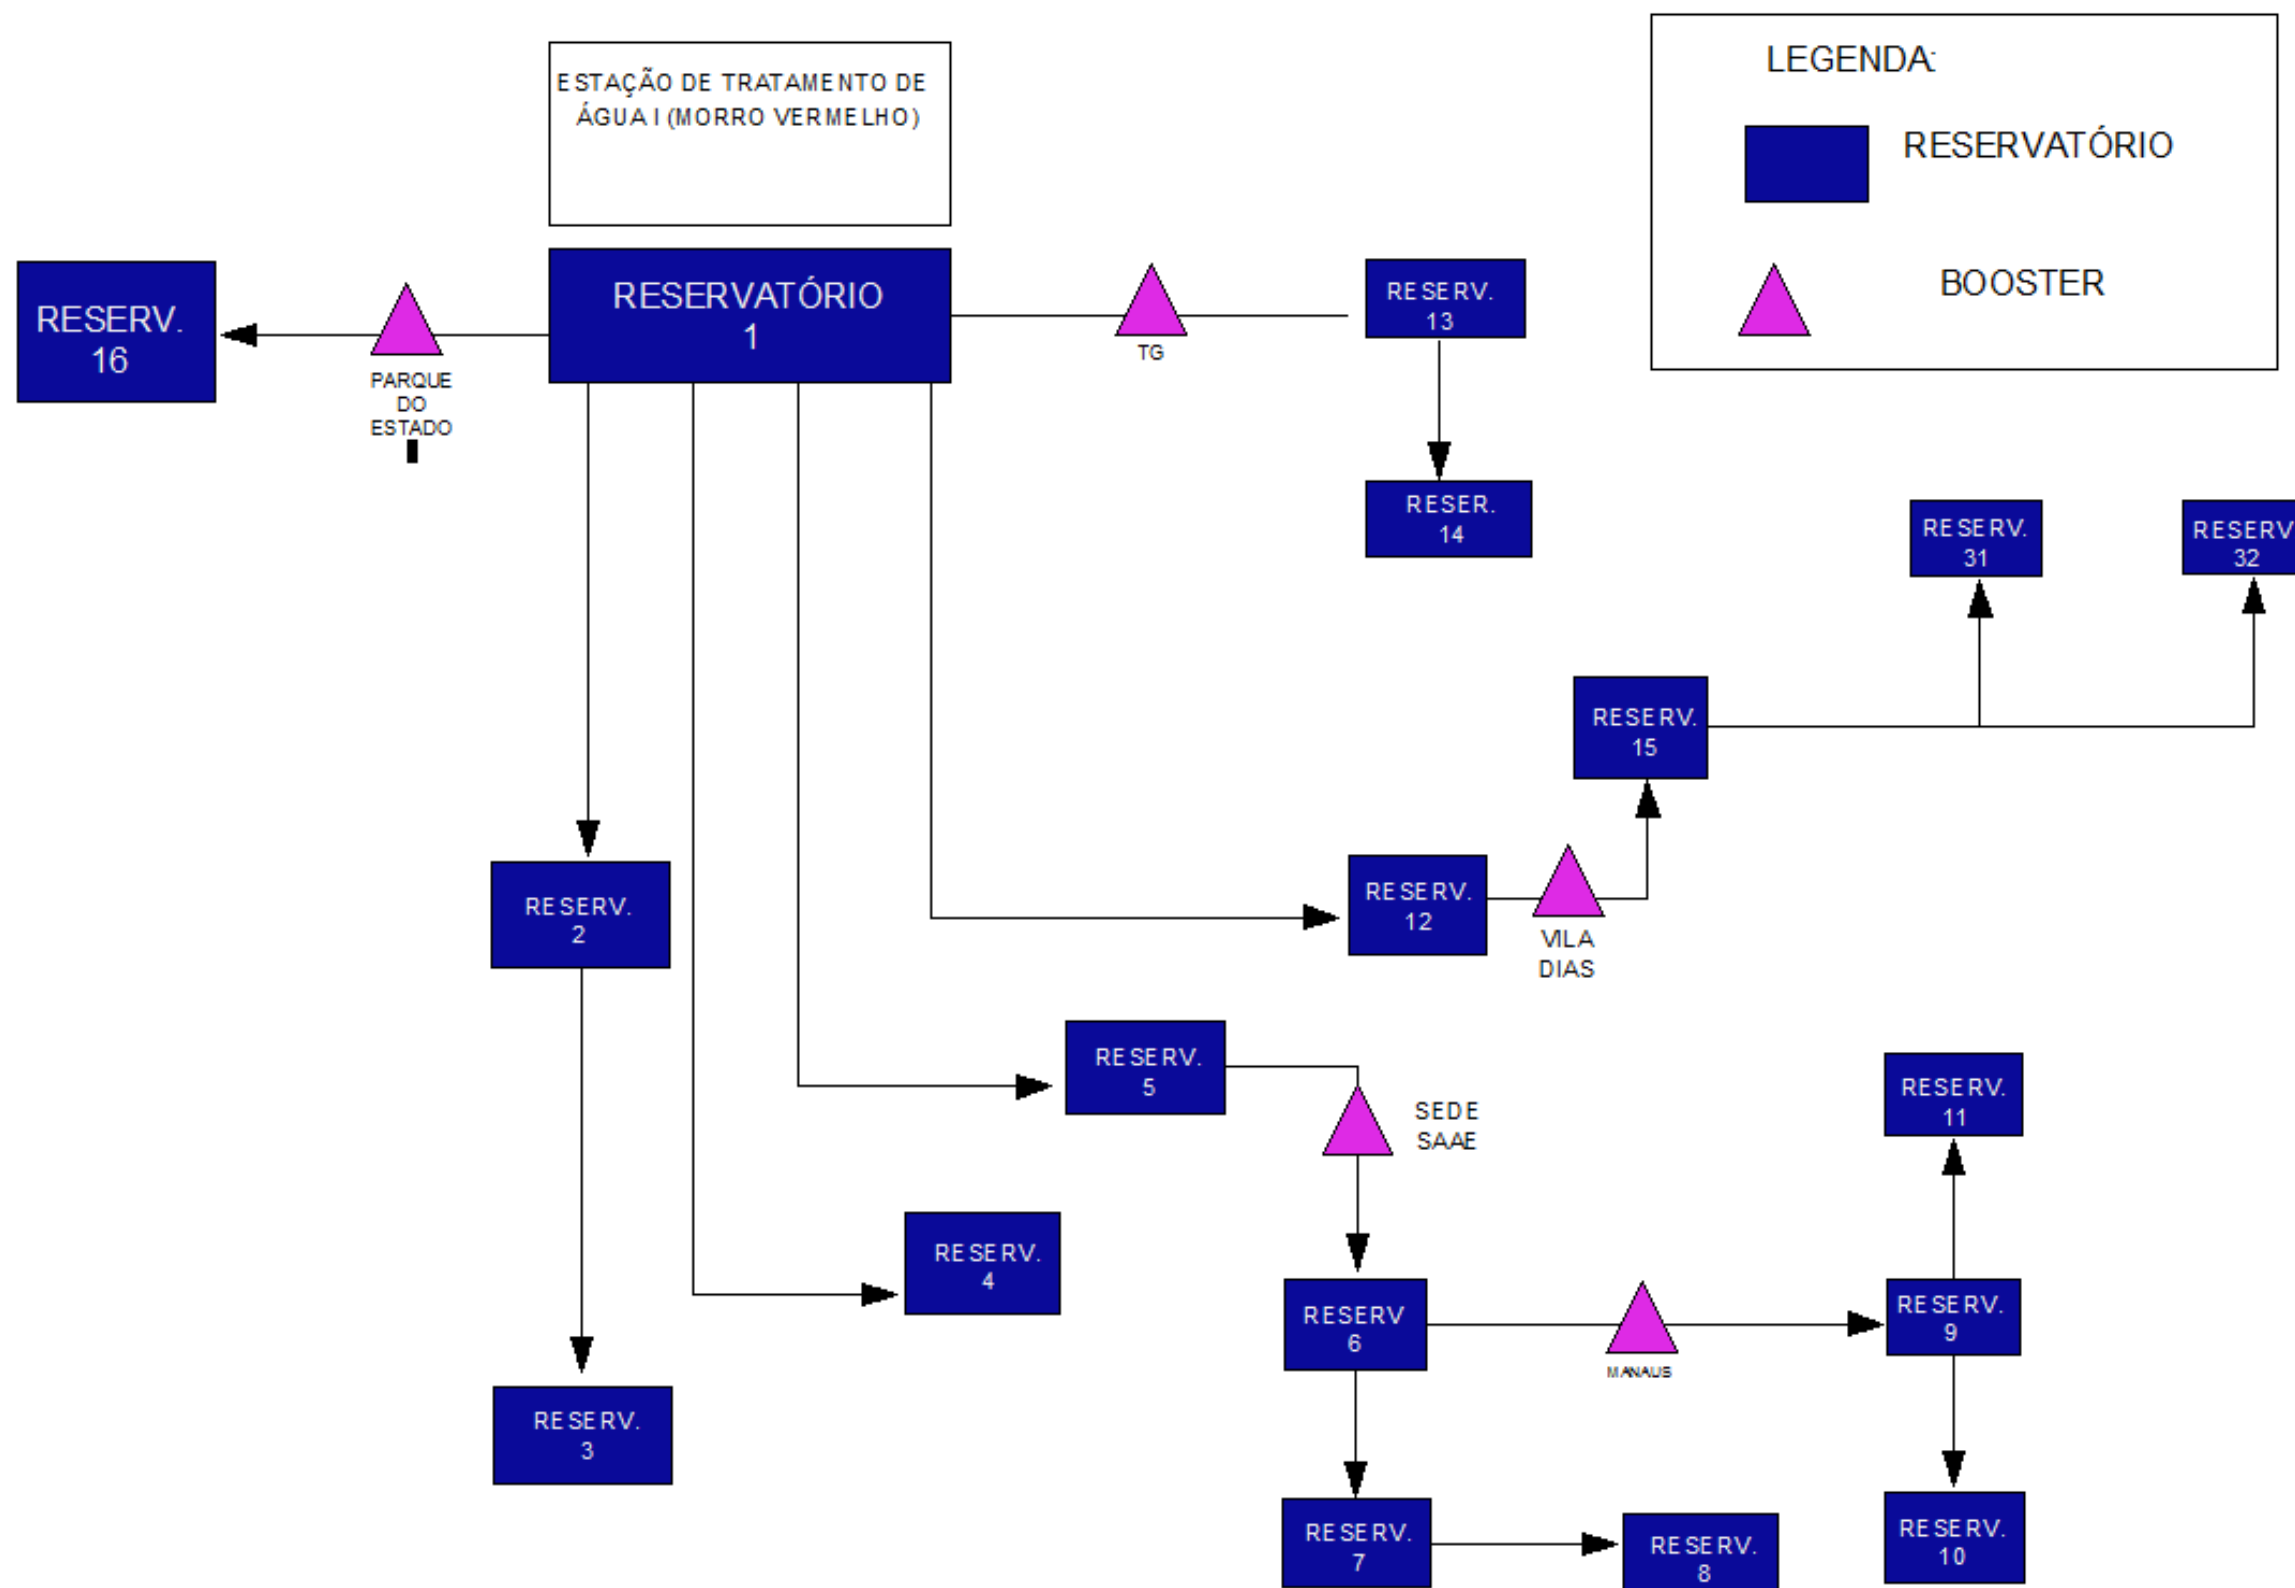 ESTAÇÃO DE TRATAMENTO DE
ÁGUA I (MORRO VERMELHO)
LEGENDA:
RESERVATÓRIO
BOOSTER
RESERV.
16
PARQUE
DO
ESTADO
RESERVATÓRIO
1
TG
RESERV.
13
RESER.
14
RESERV.
31
RESERV
32
RESERV.
15
RESERV.
2
RESERV.
12
VILA
DIAS
RESERV.
5
SEDE
SAAE
RESERV.
11
RESERV.
4
RESERV
6
MANAUS
RESERV.
9
RESERV.
3
RESERV.
7
RESERV.
8
RESERV.
10